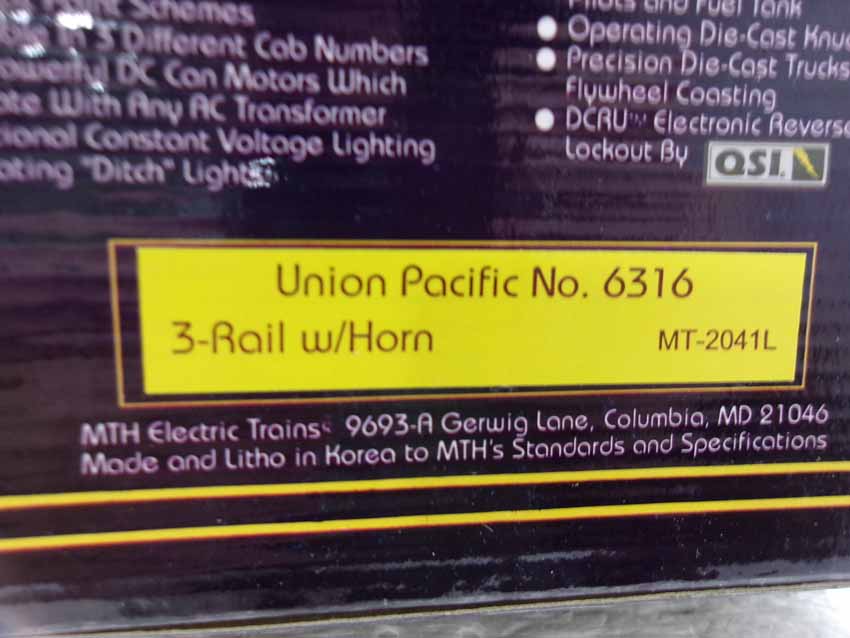 Paint Schemes
in 3 Different Cab Numbers
Powerful DC Can Motors Which
With Any AC Transformer
Constant Voltage Lighting
"Ditch" Lights
Pilots and Fuel Tank
● Operating Die-Cast
● Precision Die-Cast Trucks
Flywheel Coasting
● DCRU™ Electronic Reverse
Lockout By QSI.
Union Pacific No. 6316
3-Rail w/Horn MT-2041L
MTH Electric Trains 9693-A Gerwig Lane, Columbia, MD 21046
Made and Litho in Korea to MTH's Standards and Specifications